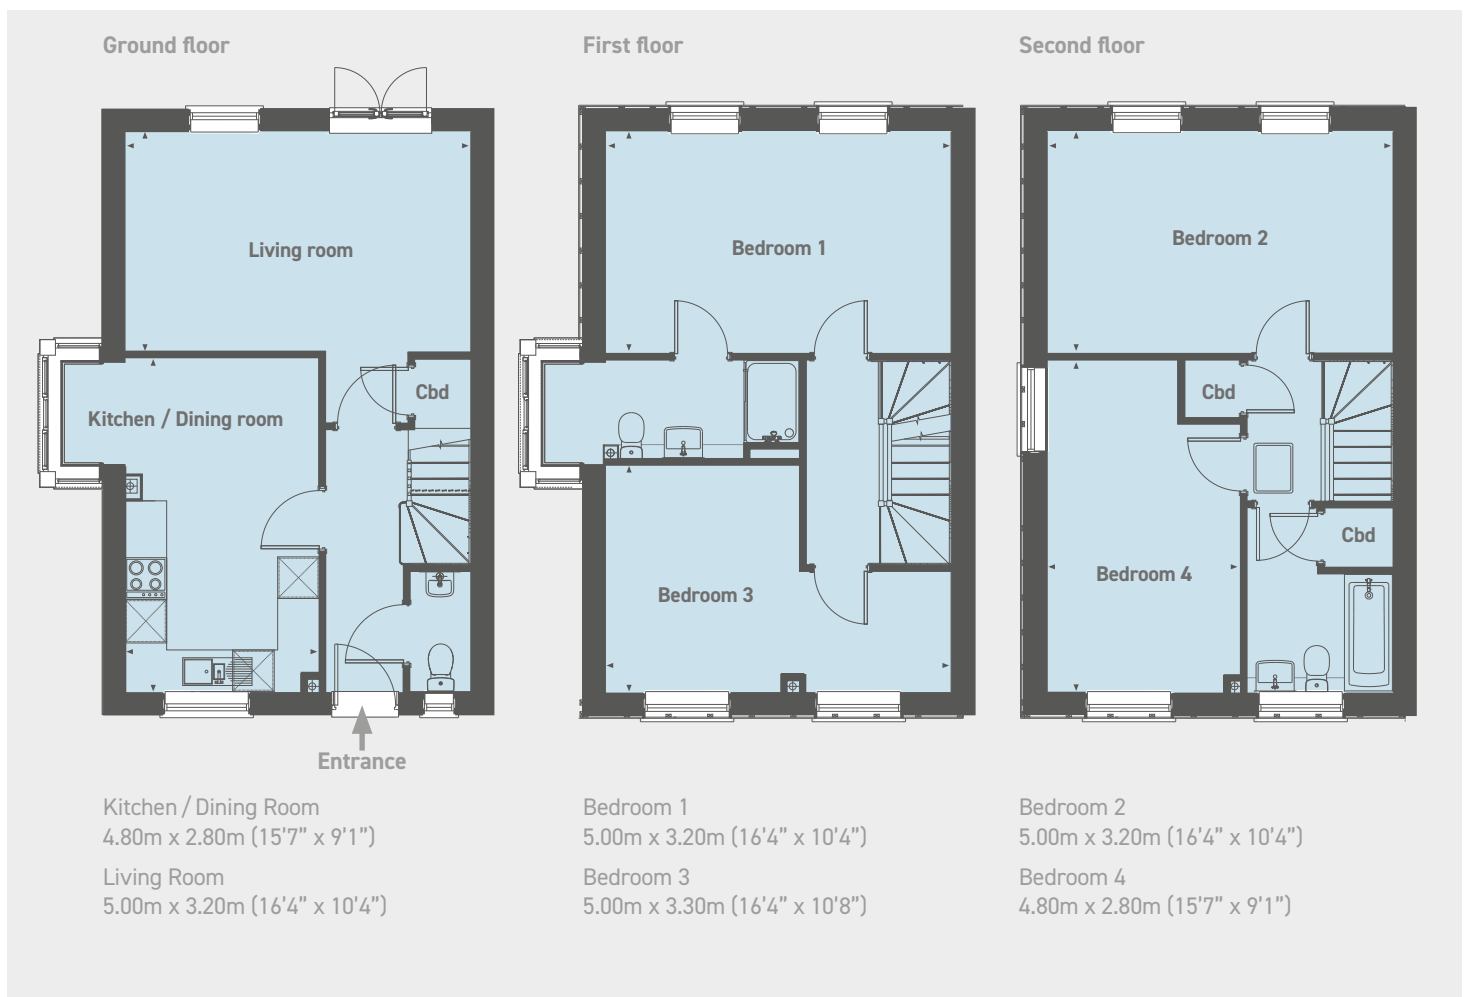 Ground floor
First floor
Second floor
Living room
Bedroom 1
Bedroom 2
Kitchen / Dining room
Cbd
Cbd
Cbd
Bedroom 3
Bedroom 4
Entrance
Kitchen / Dining Room
4.80m x 2.80m (15’7” x 9’1”)
Living Room
5.00m x 3.20m (16’4” x 10’4”)
Bedroom 1
5.00m x 3.20m (16’4” x 10’4”)
Bedroom 3
5.00m x 3.30m (16’4” x 10’8”)
Bedroom 2
5.00m x 3.20m (16’4” x 10’4”)
Bedroom 4
4.80m x 2.80m (15’7” x 9’1”)